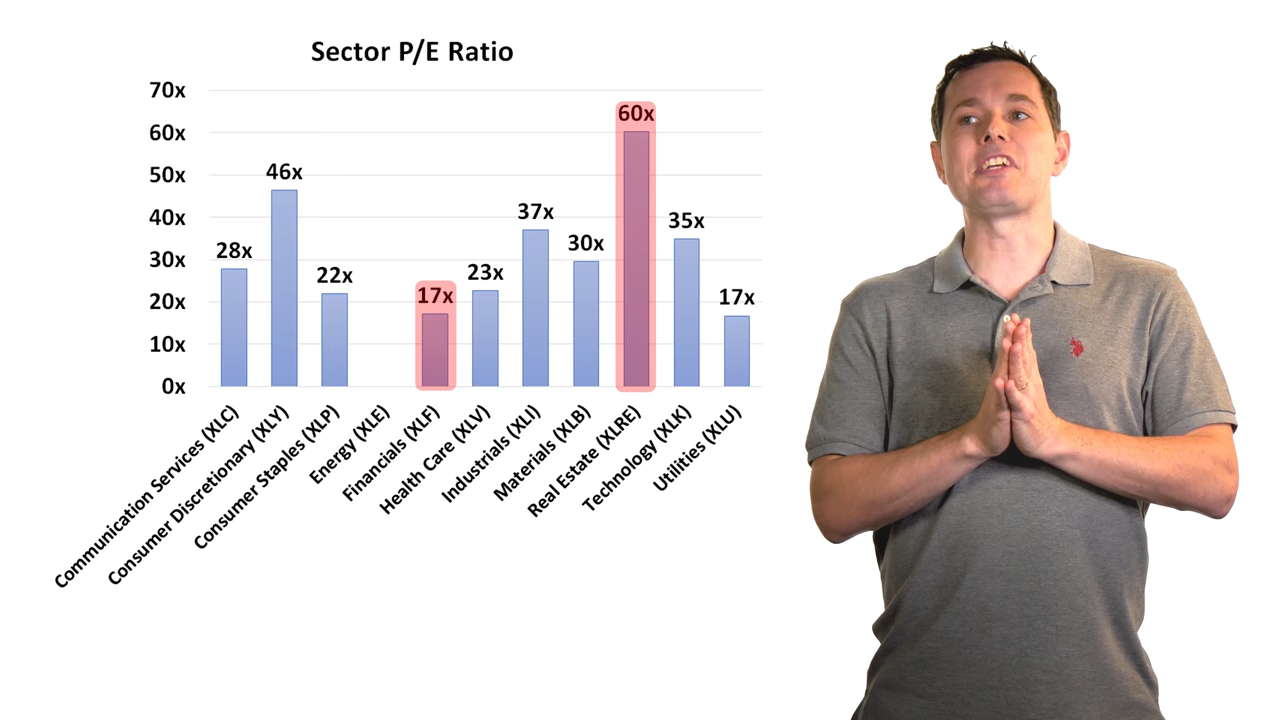 Sector P/E Ratio
70x
60x
50x
40x
30x
20x
10x
0x
28x
46x
22x
17x
23x
37x
30x
60x
35x
17x
Communication Services (XLC)
Consumer Discretionary (XLY)
Consumer Staples (XLP)
Energy (XLE)
Financials (XLF)
Health Care (XLV)
Industrials (XLI)
Materials (XLB)
Real Estate (XLRE)
Technology (XLK)
Utilities (XLU)